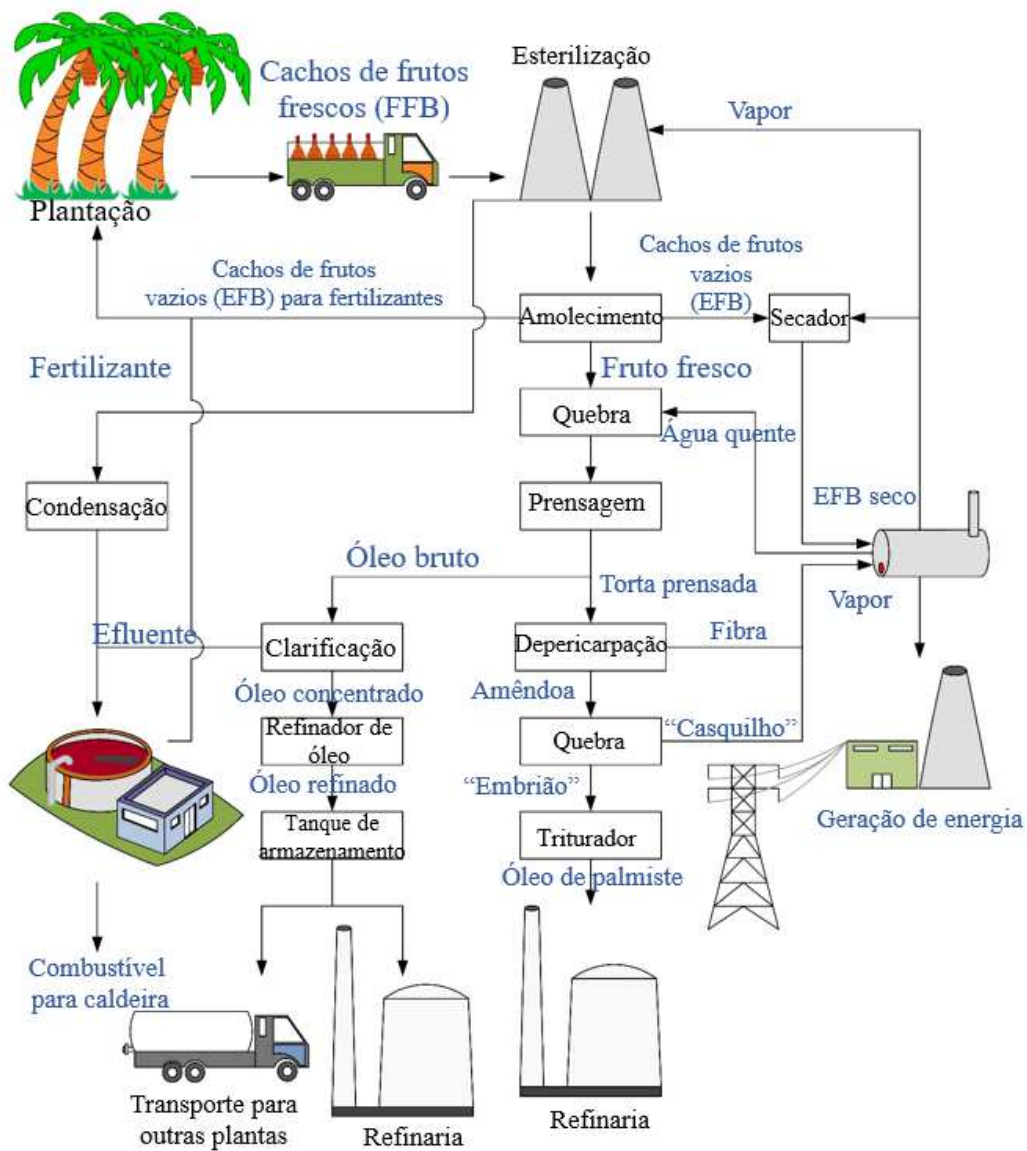 Esterilização
Cachos de frutos
frescos (FFB)
Vapor
Plantação
Cachos de frutos
vazios (EFB) para fertilizantes
Cachos de frutos
vazios
(EFB)
Amolecimento
Secador
Fertilizante
Fruto fresco
Quebra
Água quente
Condensação
Prensagem
EFB seco
Óleo bruto
Torta prensada
Vapor
Efluente
Clarificação
Depericarpação
Fibra
Óleo concentrado
Amêndoa
Refinador de
óleo
Quebra
“Casquilho”
Óleo refinado
“Embrião”
Tanque de
armazenamento
Triturador
Geração de energia
Óleo de palmiste
Combustível
para caldeira
Transporte para
outras plantas
Refinaria
Refinaria